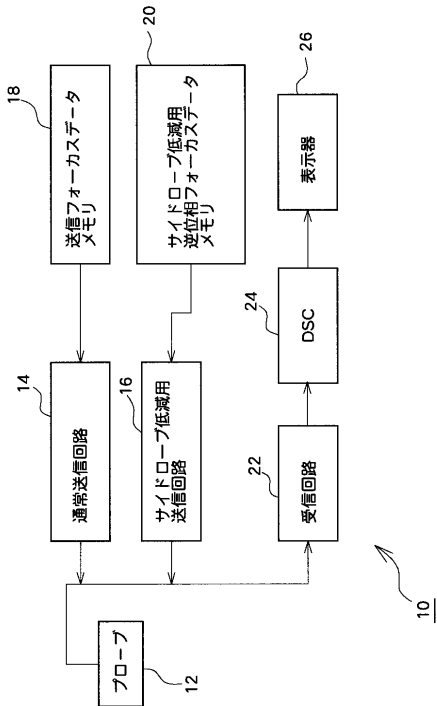 18
送信フォーカスデータ
メモリ
20
サイドローブ低減用
逆位相フォーカスデータ
メモリ
14
通常送信回路
16
サイドローブ低減用
送信回路
26
表示器
24
DSC
22
受信回路
プローブ
12
10